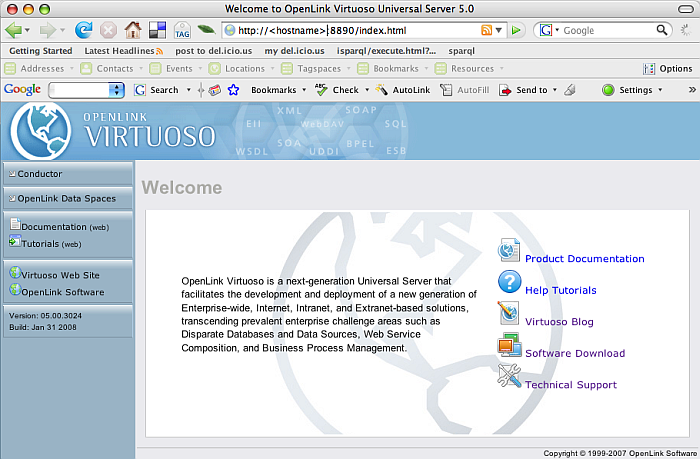 Welcome to OpenLink Virtuoso Universal Server 5.0
TAG http://<hostname>:8890/index.html G Google
Getting Started Latest Headlines post to del.icio.us my del.icio.us isparql/execute.html?... sparql
Addresses Contacts Events Locations Tagspaces Bookmarks Resources Options
Google G Search Bookmarks ABC Check AutoLink AutoFill Send to Settings
OPENLINK
VIRTUOSO
XML SOAP
EII WebDAV SQL
SOA BPEL
WSDL UDDI ESB
Conductor
OpenLink Data Spaces
Documentation (web)
Tutorials (web)
Virtuoso Web Site
OpenLink Software
Version: 05.00.3024
Build: Jan 31 2008
Welcome
OpenLink Virtuoso is a next-generation Universal Server that
facilitates the development and deployment of a new generation of
Enterprise-wide, Internet, Intranet, and Extranet-based solutions,
transcending prevalent enterprise challenge areas such as
Disparate Databases and Data Sources, Web Service
Composition, and Business Process Management.
Product Documentation
Help Tutorials
Virtuoso Blog
Software Download
Technical Support
Copyright © 1999-2007 OpenLink Software